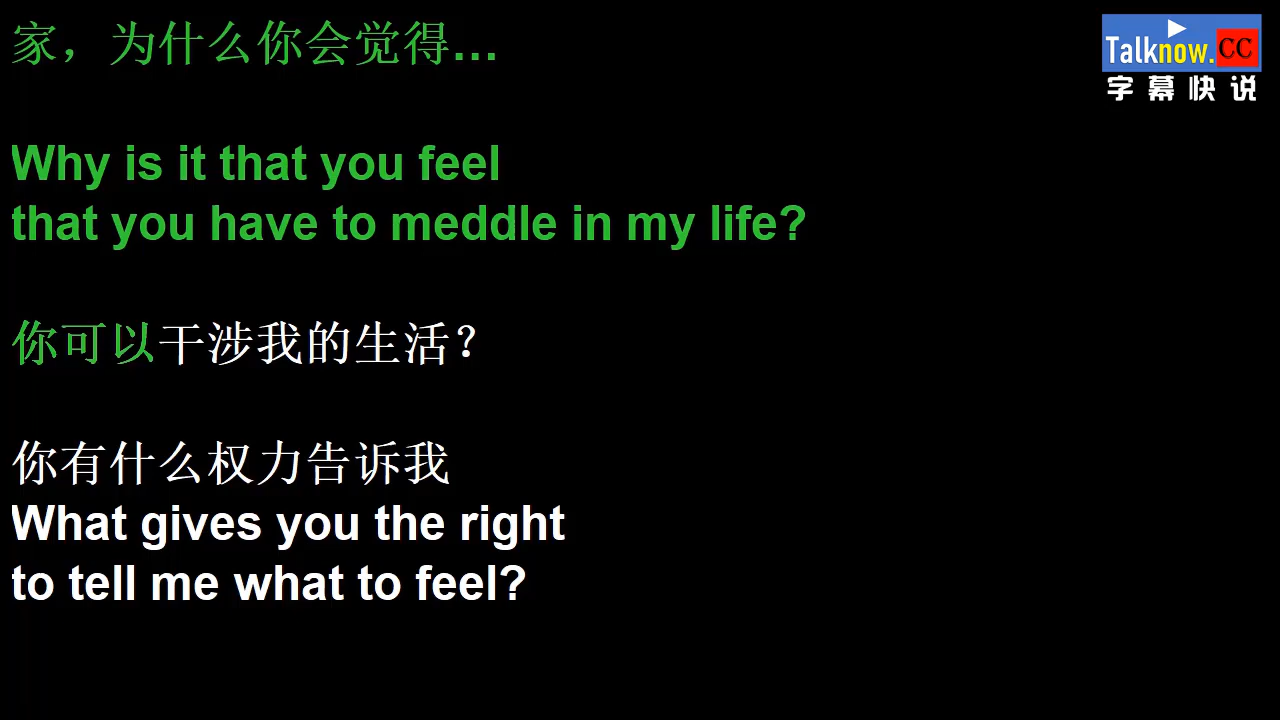 家，为什么你会觉得...
Talknow.CC
字幕快说
Why is it that you feel
that you have to meddle in my life?
你可以干涉我的生活？
你有什么权力告诉我
What gives you the right
to tell me what to feel?